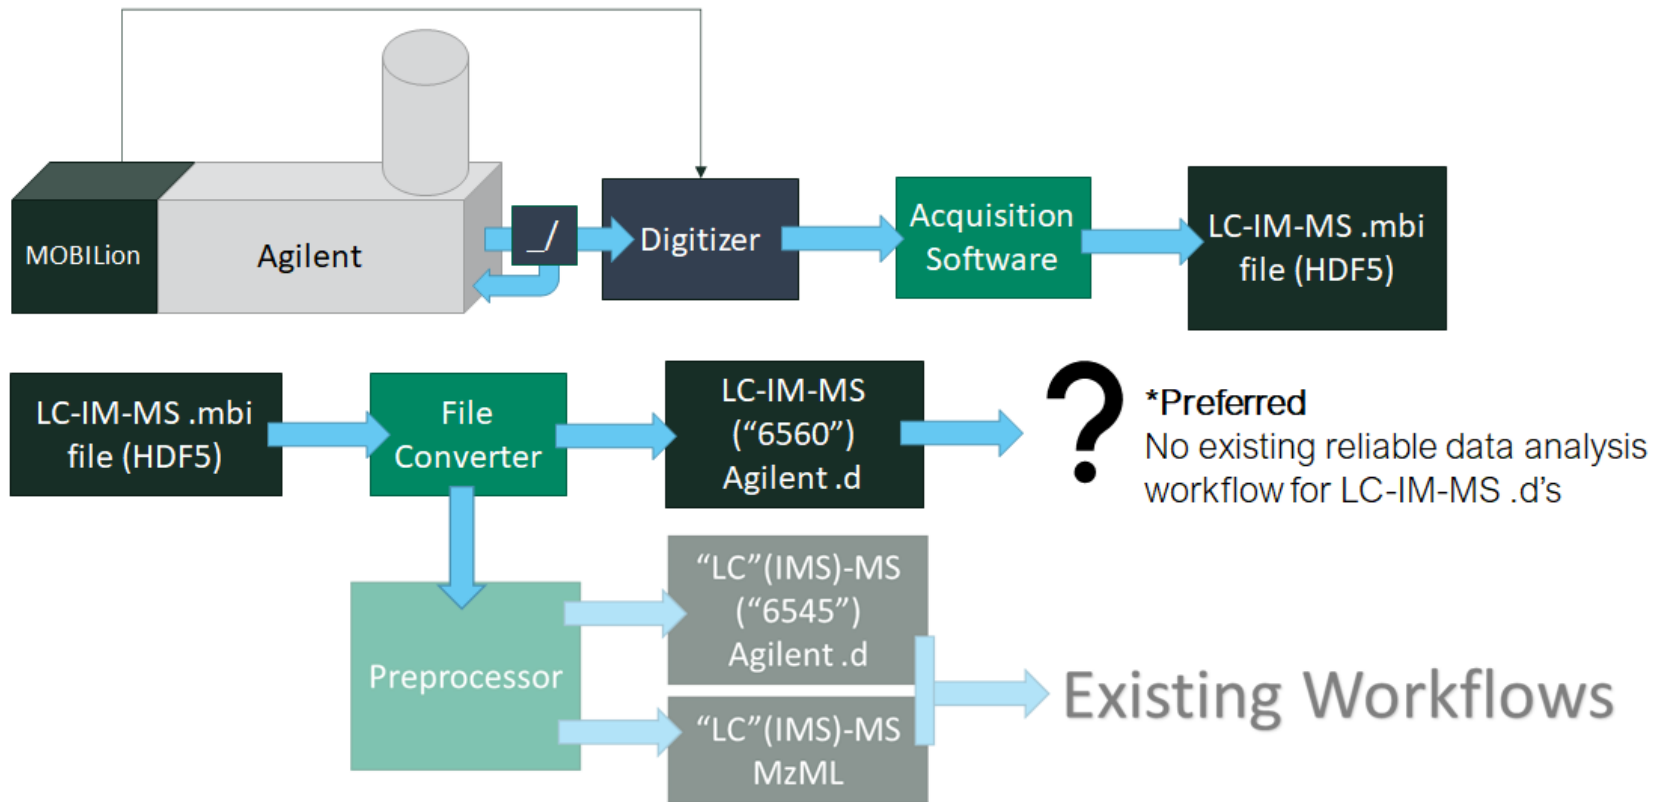 MOBILion
Agilent
_/
Digitizer
Acquisition
Software
LC-IM-MS .mbi
file (HDF5)
LC-IM-MS .mbi
file (HDF5)
File
Converter
LC-IM-MS
(“6560”)
Agilent .d
?
*Preferred
No existing reliable data analysis
workflow for LC-IM-MS .d’s
Preprocessor
“LC”(IMS)-MS
(“6545”)
Agilent .d
“LC”(IMS)-MS
MzML
Existing Workflows